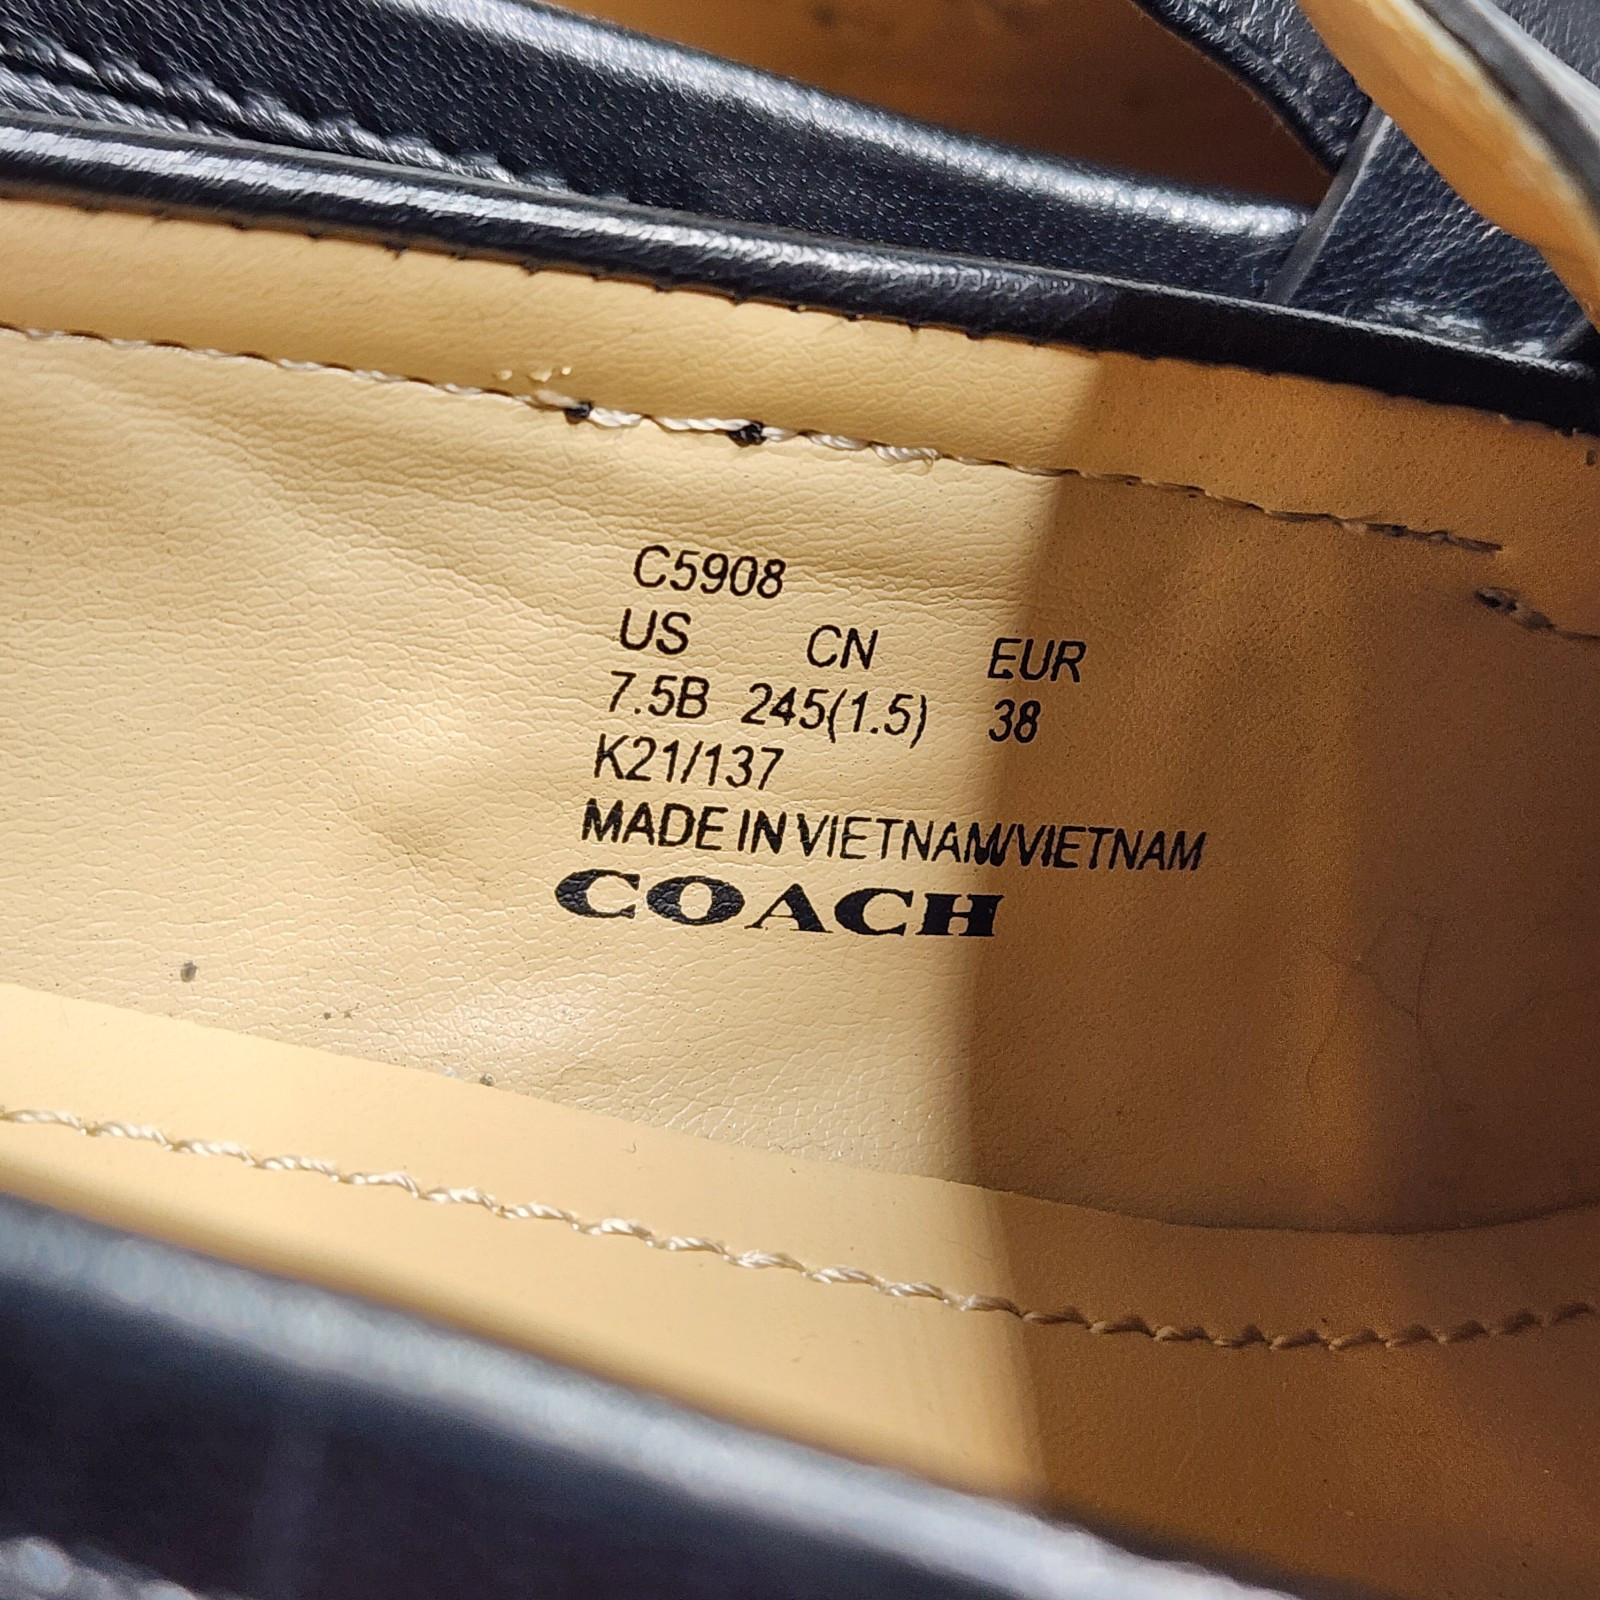 C5908
US CN EUR
7.5B 245(1.5) 38
K21/137
MADE IN VIETNAM/VIETNAM
COACH